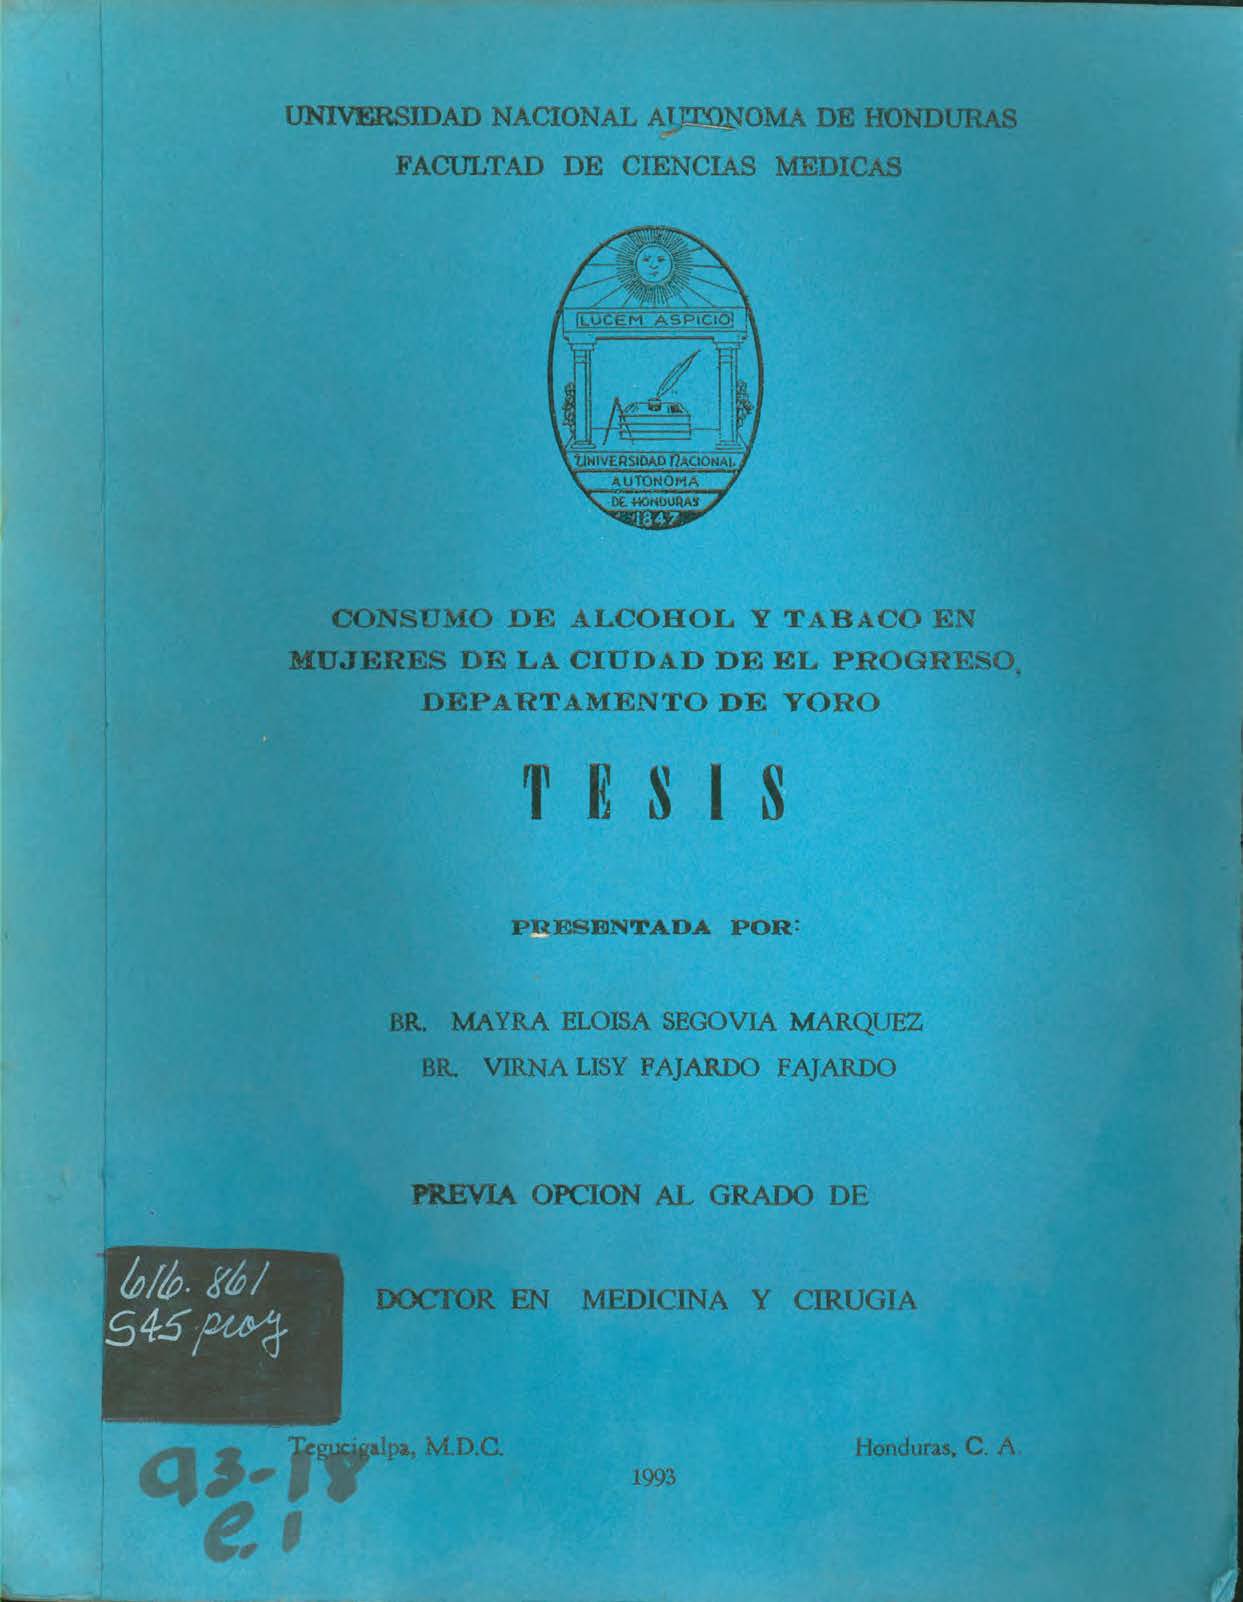 UNIVERSIDAD NACIONAL AUTONOMA DE HONDURAS
FACULTAD DE CIENCIAS MEDICAS
LUCEM ASPICIO
UNIVERSIDAD NACIONAL
AUTONOMA
DE HONDURAS
1847
CONSUMO DE ALCOHOL Y TABACO EN
MUJERES DE LA CIUDAD DE EL PROGRESO,
DEPARTAMENTO DE YORO
TESIS
PRESENTADA POR:
BR. MAYRA ELOISA SEGOVIA MARQUEZ
BR. VIRNA LISY FAJARDO FAJARDO
PREVIA OPCION AL GRADO DE
DOCTOR EN MEDICINA Y CIRUGIA
616.861
S45 proy
Tegucigalpa, M.D.C. Honduras, C. A.
1993
93-18
e.1